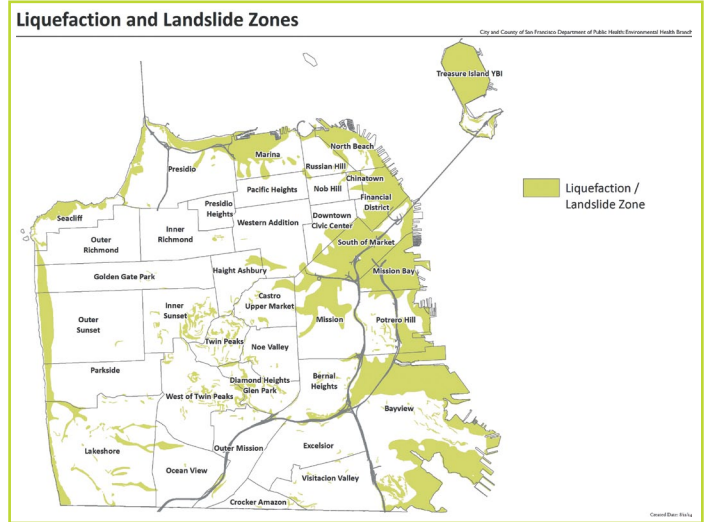 Liquefaction and Landslide Zones
City and County of San Francisco Department of Public Health Environmental Health Branch
Treasure Island YBI
North Beach
Marina
Presidio
Russian Hill
Chinatown
Pacific Heights
Nob Hill
Financial
District
Liquefaction /
Landslide Zone
Presidio
Heights
Seacliff
Western Addition
Downtown
Civic Center
Inner
Richmond
Outer
Richmond
South of Market
Golden Gate Park
Haight Ashbury
Mission Bay
Castro
Upper Market
Inner
Sunset
Outer
Sunset
Mission
Potrero Hill
Twin Peaks
Noe Valley
Parkside
Diamond Heights
Glen Park
Bernal
Heights
West of Twin Peaks
Bayview
Outer Mission
Excelsior
Lakeshore
Ocean View
Visitacion Valley
Crocker Amazon